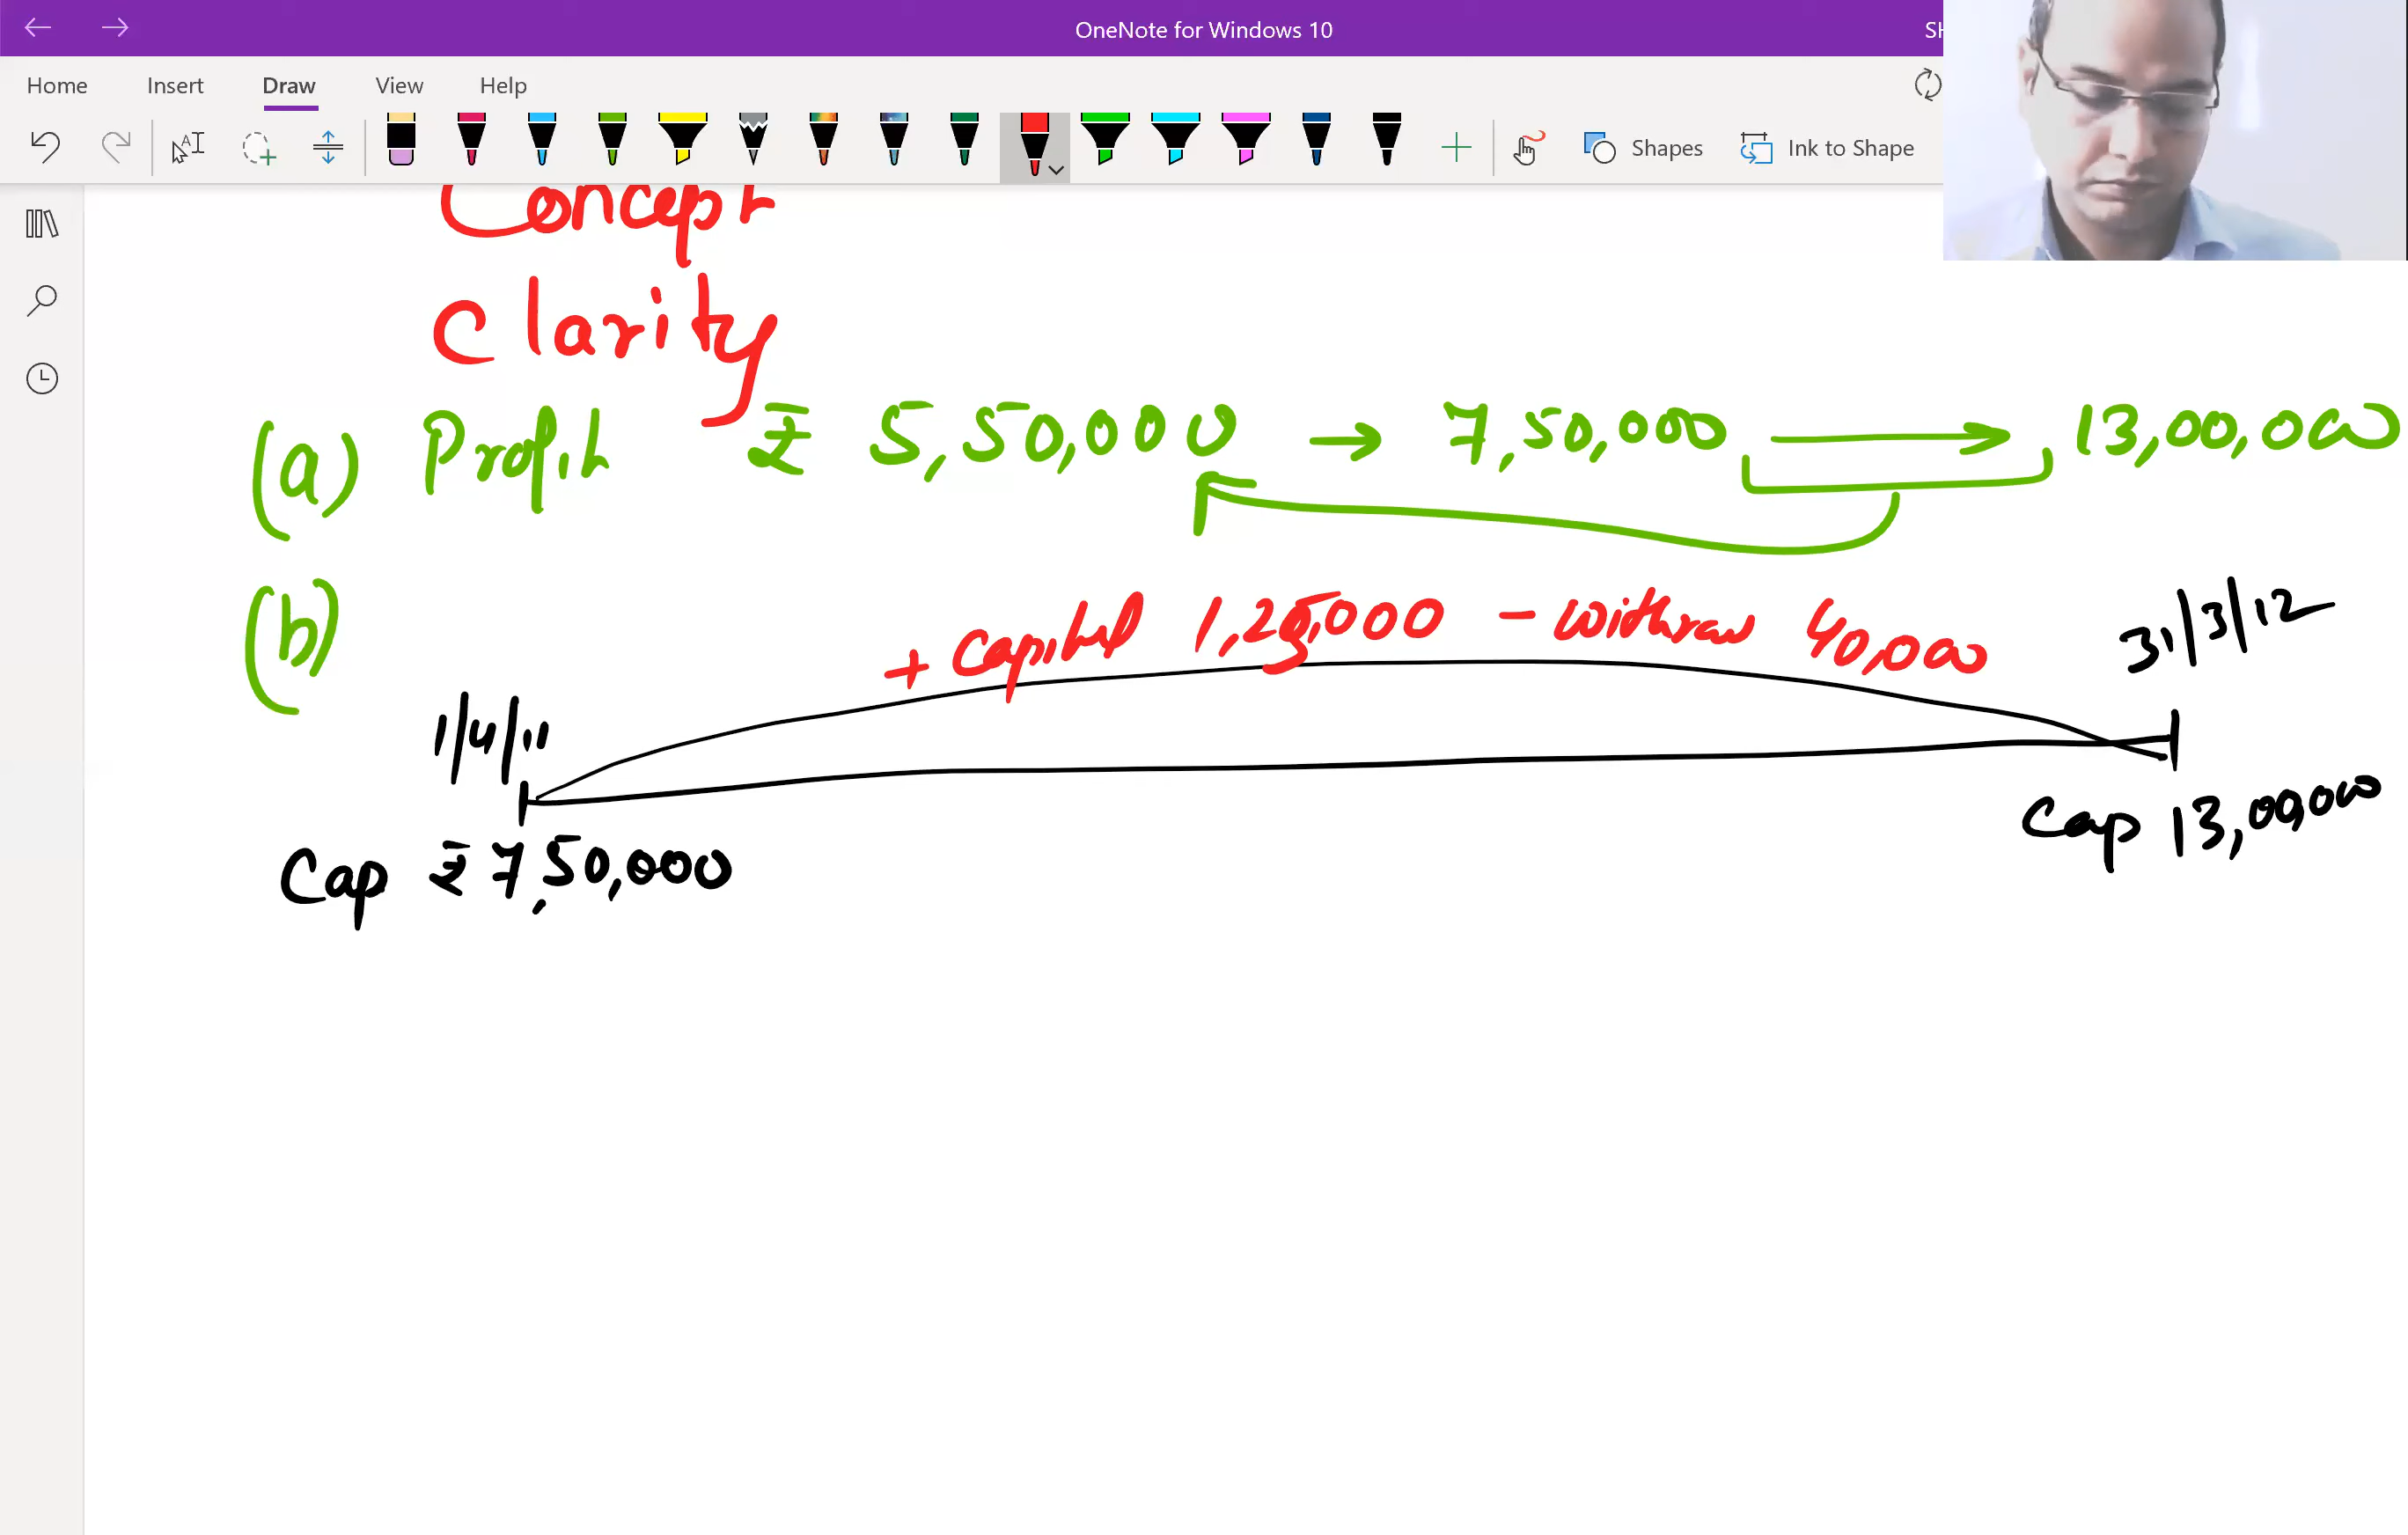 OneNote for Windows 10
SH
Home Insert Draw View Help
Shapes Ink to Shape
Concept
Clarity
(a) Profit ₹ 5,50,000 → 7,50,000 → 13,00,000
(b)
+ Capital 1,25,000 - withraw 40,000
31/3/12
1/4/11
Cap 13,00,000
Cap ₹ 7,50,000